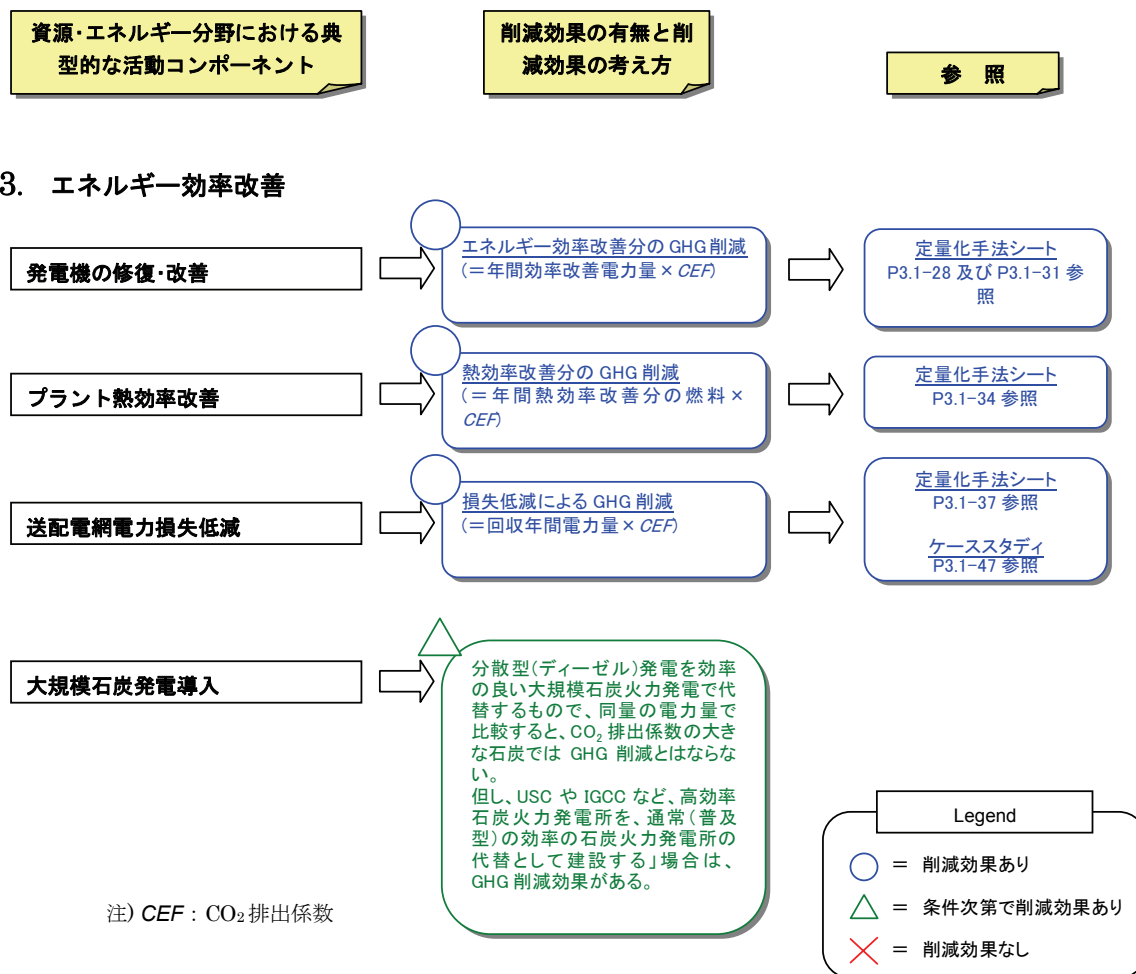 資源･エネルギー分野における典
型的な活動コンポーネント
削減効果の有無と削
減効果の考え方
参 照
3. エネルギー効率改善
発電機の修復･改善
エネルギー効率改善分の GHG 削減
(＝年間効率改善電力量× CEF)
定量化手法シート
P3.1-28 及び P3.1-31 参
照
プラント熱効率改善
熱効率改善分の GHG 削減
(＝年間熱効率改善分の燃料×
CEF)
定量化手法シート
P3.1-34 参照
送配電網電力損失低減
損失低減による GHG 削減
(＝回収年間電力量× CEF)
定量化手法シート
P3.1-37 参照
ケーススタディ
P3.1-47 参照
大規模石炭発電導入
分散型(ディーゼル)発電を効率
の良い大規模石炭火力発電で代
替するもので、同量の電力量で
比較すると、CO₂ 排出係数の大き
な石炭では GHG 削減とはならな
い。
但し、USC や IGCC など、高効率
石炭火力発電所を、通常(普及
型)の効率の石炭火力発電所の
代替として建設する」場合は、
GHG 削減効果がある。
注) CEF：CO₂排出係数
Legend
＝ 削減効果あり
＝ 条件次第で削減効果あり
＝ 削減効果なし